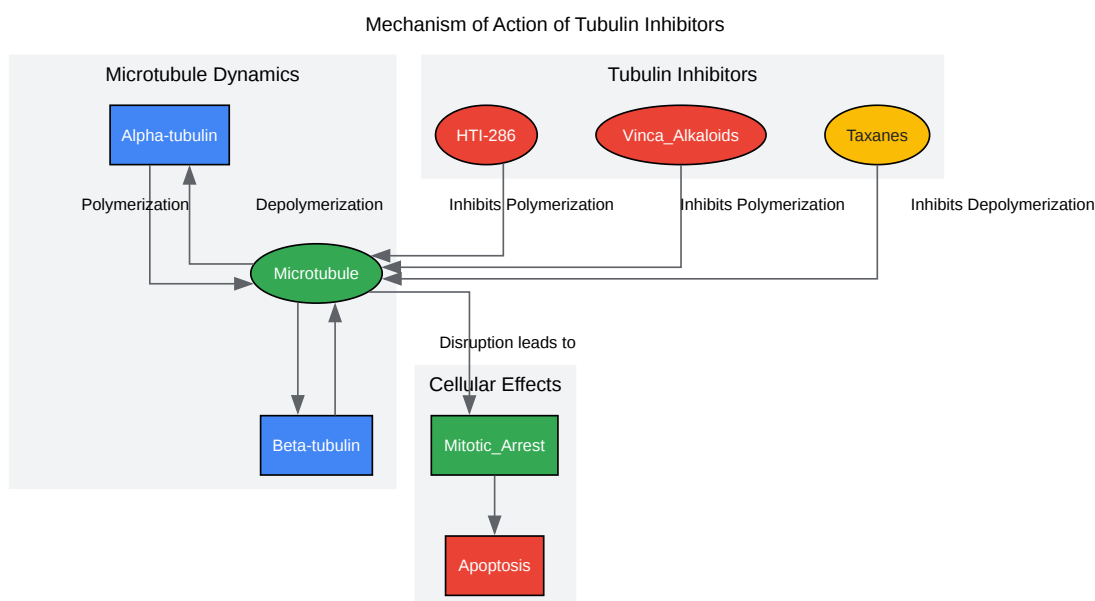 Mechanism of Action of Tubulin Inhibitors
Microtubule Dynamics
Tubulin Inhibitors
Alpha-tubulin
HTI-286
Vinca_Alkaloids
Taxanes
Polymerization
Depolymerization
Inhibits Polymerization
Inhibits Polymerization
Inhibits Depolymerization
Microtubule
Disruption leads to
Cellular Effects
Beta-tubulin
Mitotic_Arrest
Apoptosis